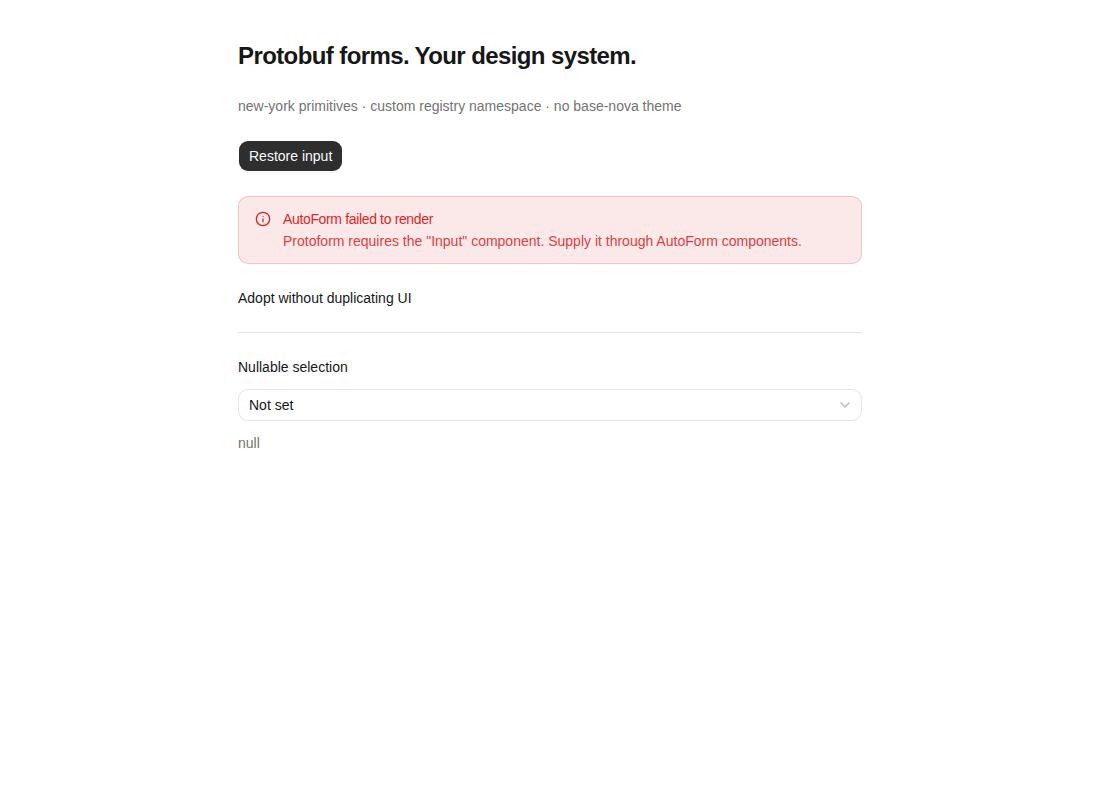 Protobuf forms. Your design system.
new-york primitives · custom registry namespace · no base-nova theme
Restore input
AutoForm failed to render
Protoform requires the "Input" component. Supply it through AutoForm components.
Adopt without duplicating UI
Nullable selection
Not set
null